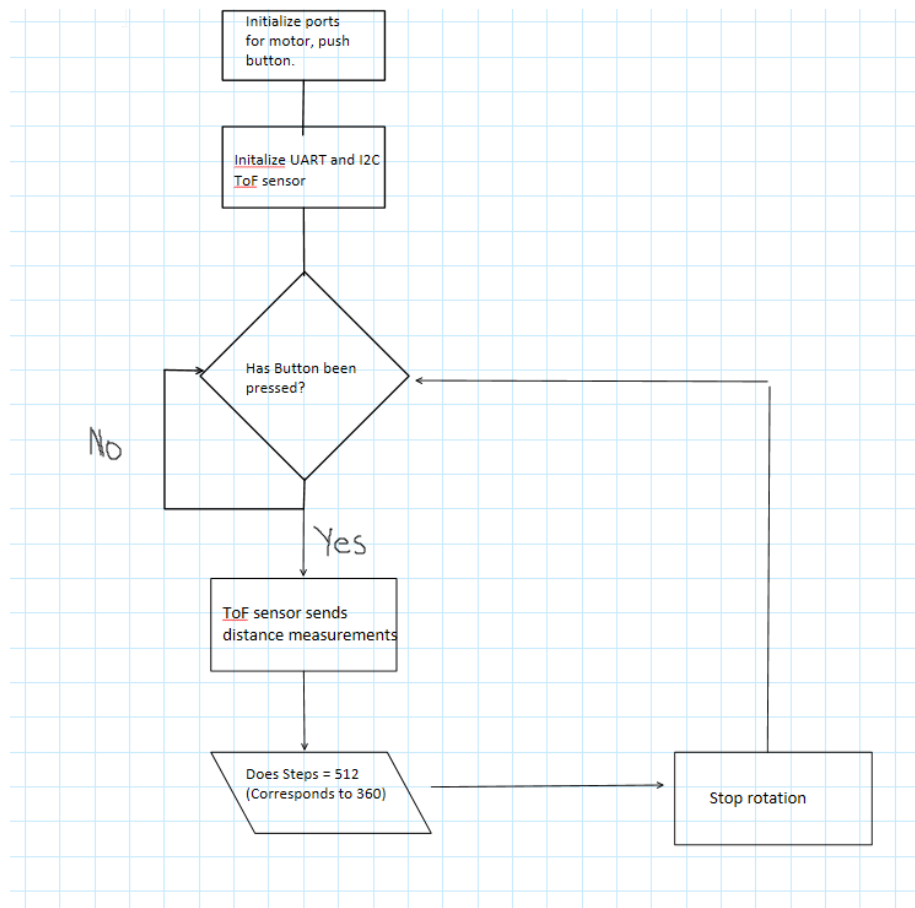 Initialize ports
for motor, push
button.
Initalize UART and I2C
ToF sensor
Has Button been
pressed?
No
Yes
ToF sensor sends
distance measurements
Does Steps = 512
(Corresponds to 360)
Stop rotation